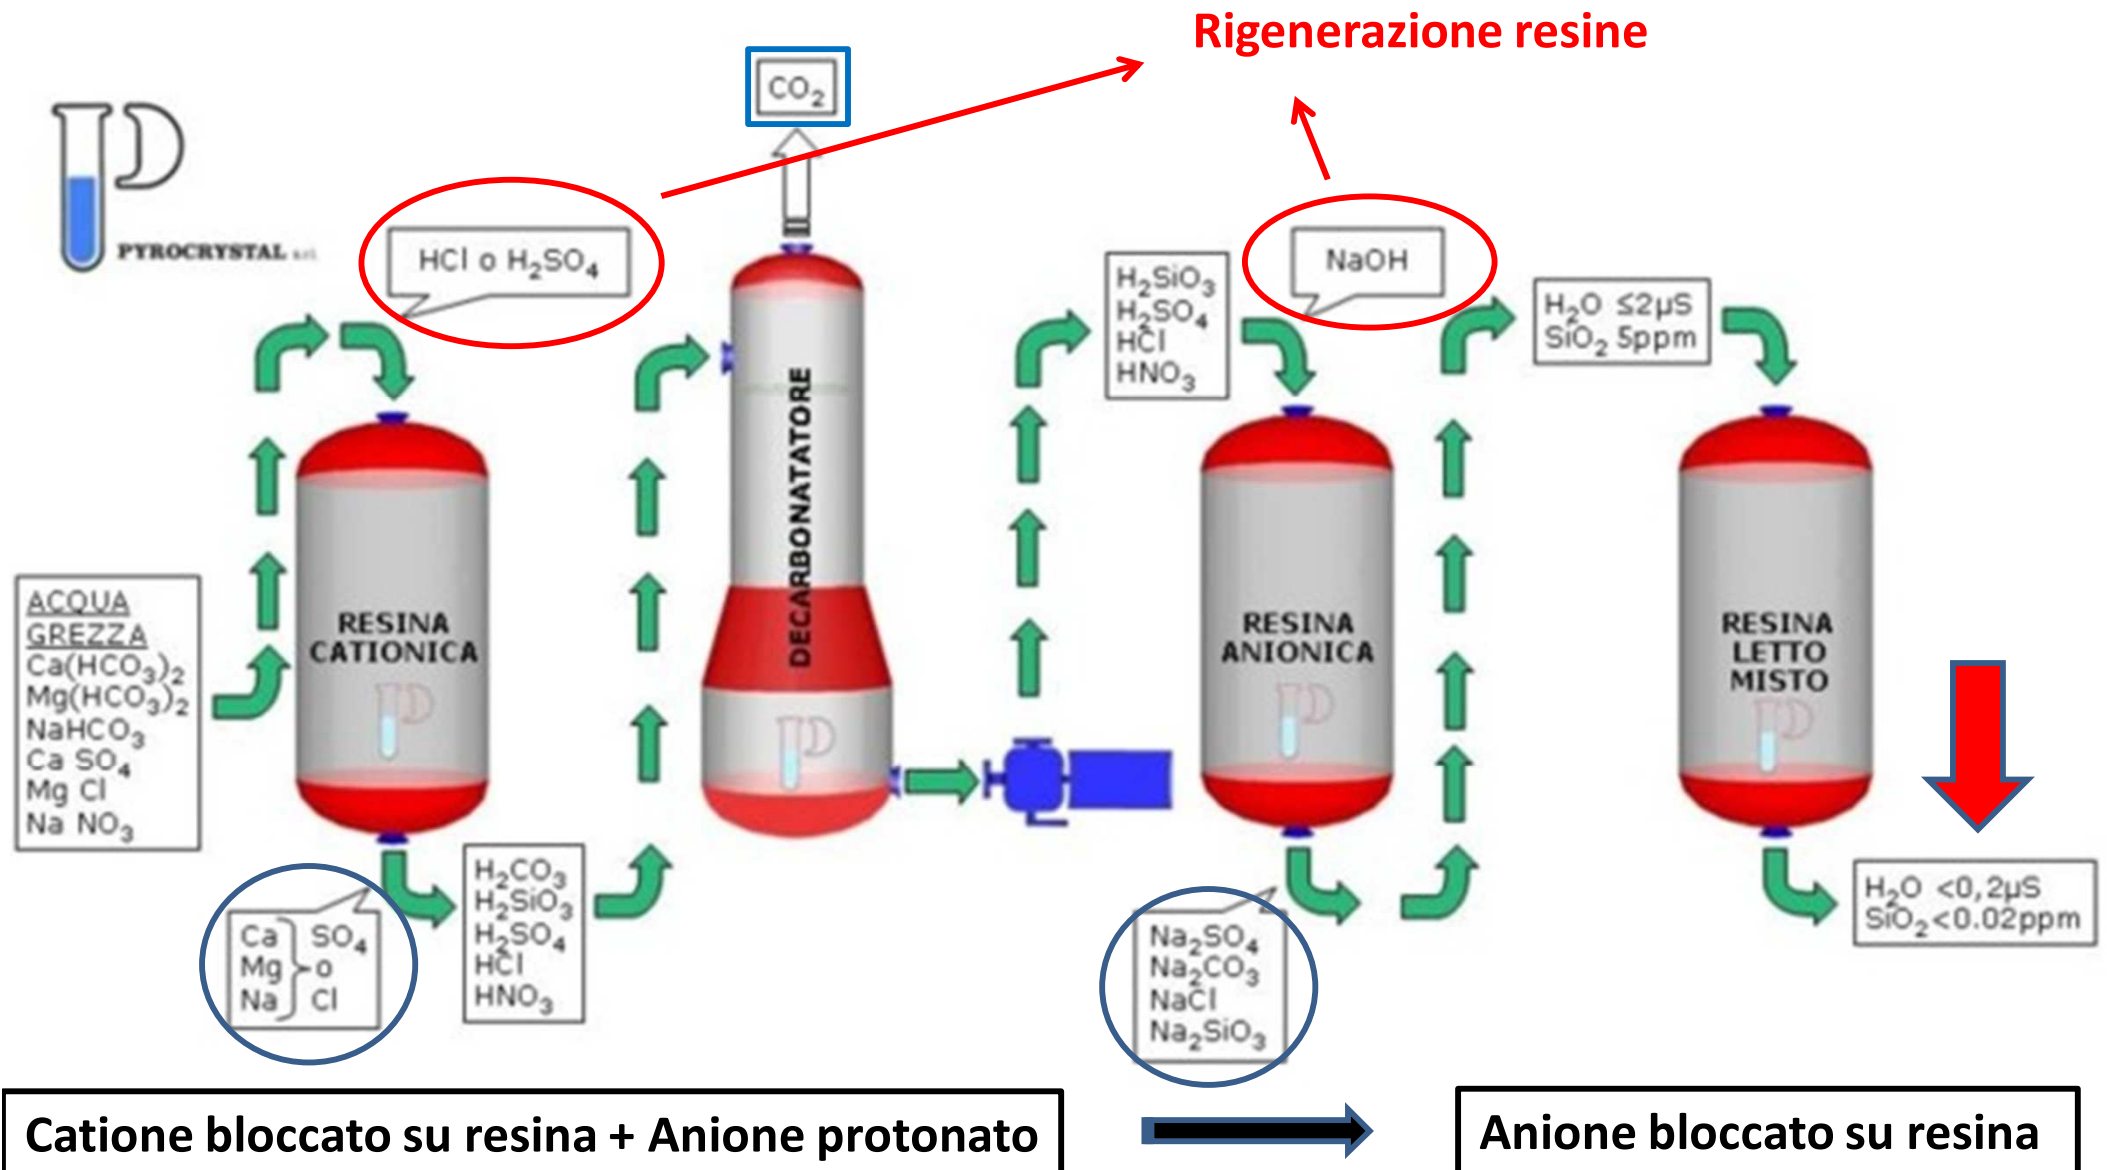 Rigenerazione resine
CO₂
PYROCRYSTAL s.r.l.
HCl o H₂SO₄
NaOH
H₂SiO₃
H₂SO₄
HCl
HNO₃
H₂O ≤2µS
SiO₂ 5ppm
DECARBONATATORE
ACQUA
GREZZA
Ca(HCO₃)₂
Mg(HCO₃)₂
NaHCO₃
Ca SO₄
Mg Cl
Na NO₃
RESINA
CATIONICA
RESINA
ANIONICA
RESINA
LETTO
MISTO
Ca SO₄
Mg o
Na Cl
H₂CO₃
H₂SiO₃
H₂SO₄
HCl
HNO₃
Na₂SO₄
Na₂CO₃
NaCl
Na₂SiO₃
H₂O <0,2µS
SiO₂<0.02ppm
Catione bloccato su resina + Anione protonato
Anione bloccato su resina